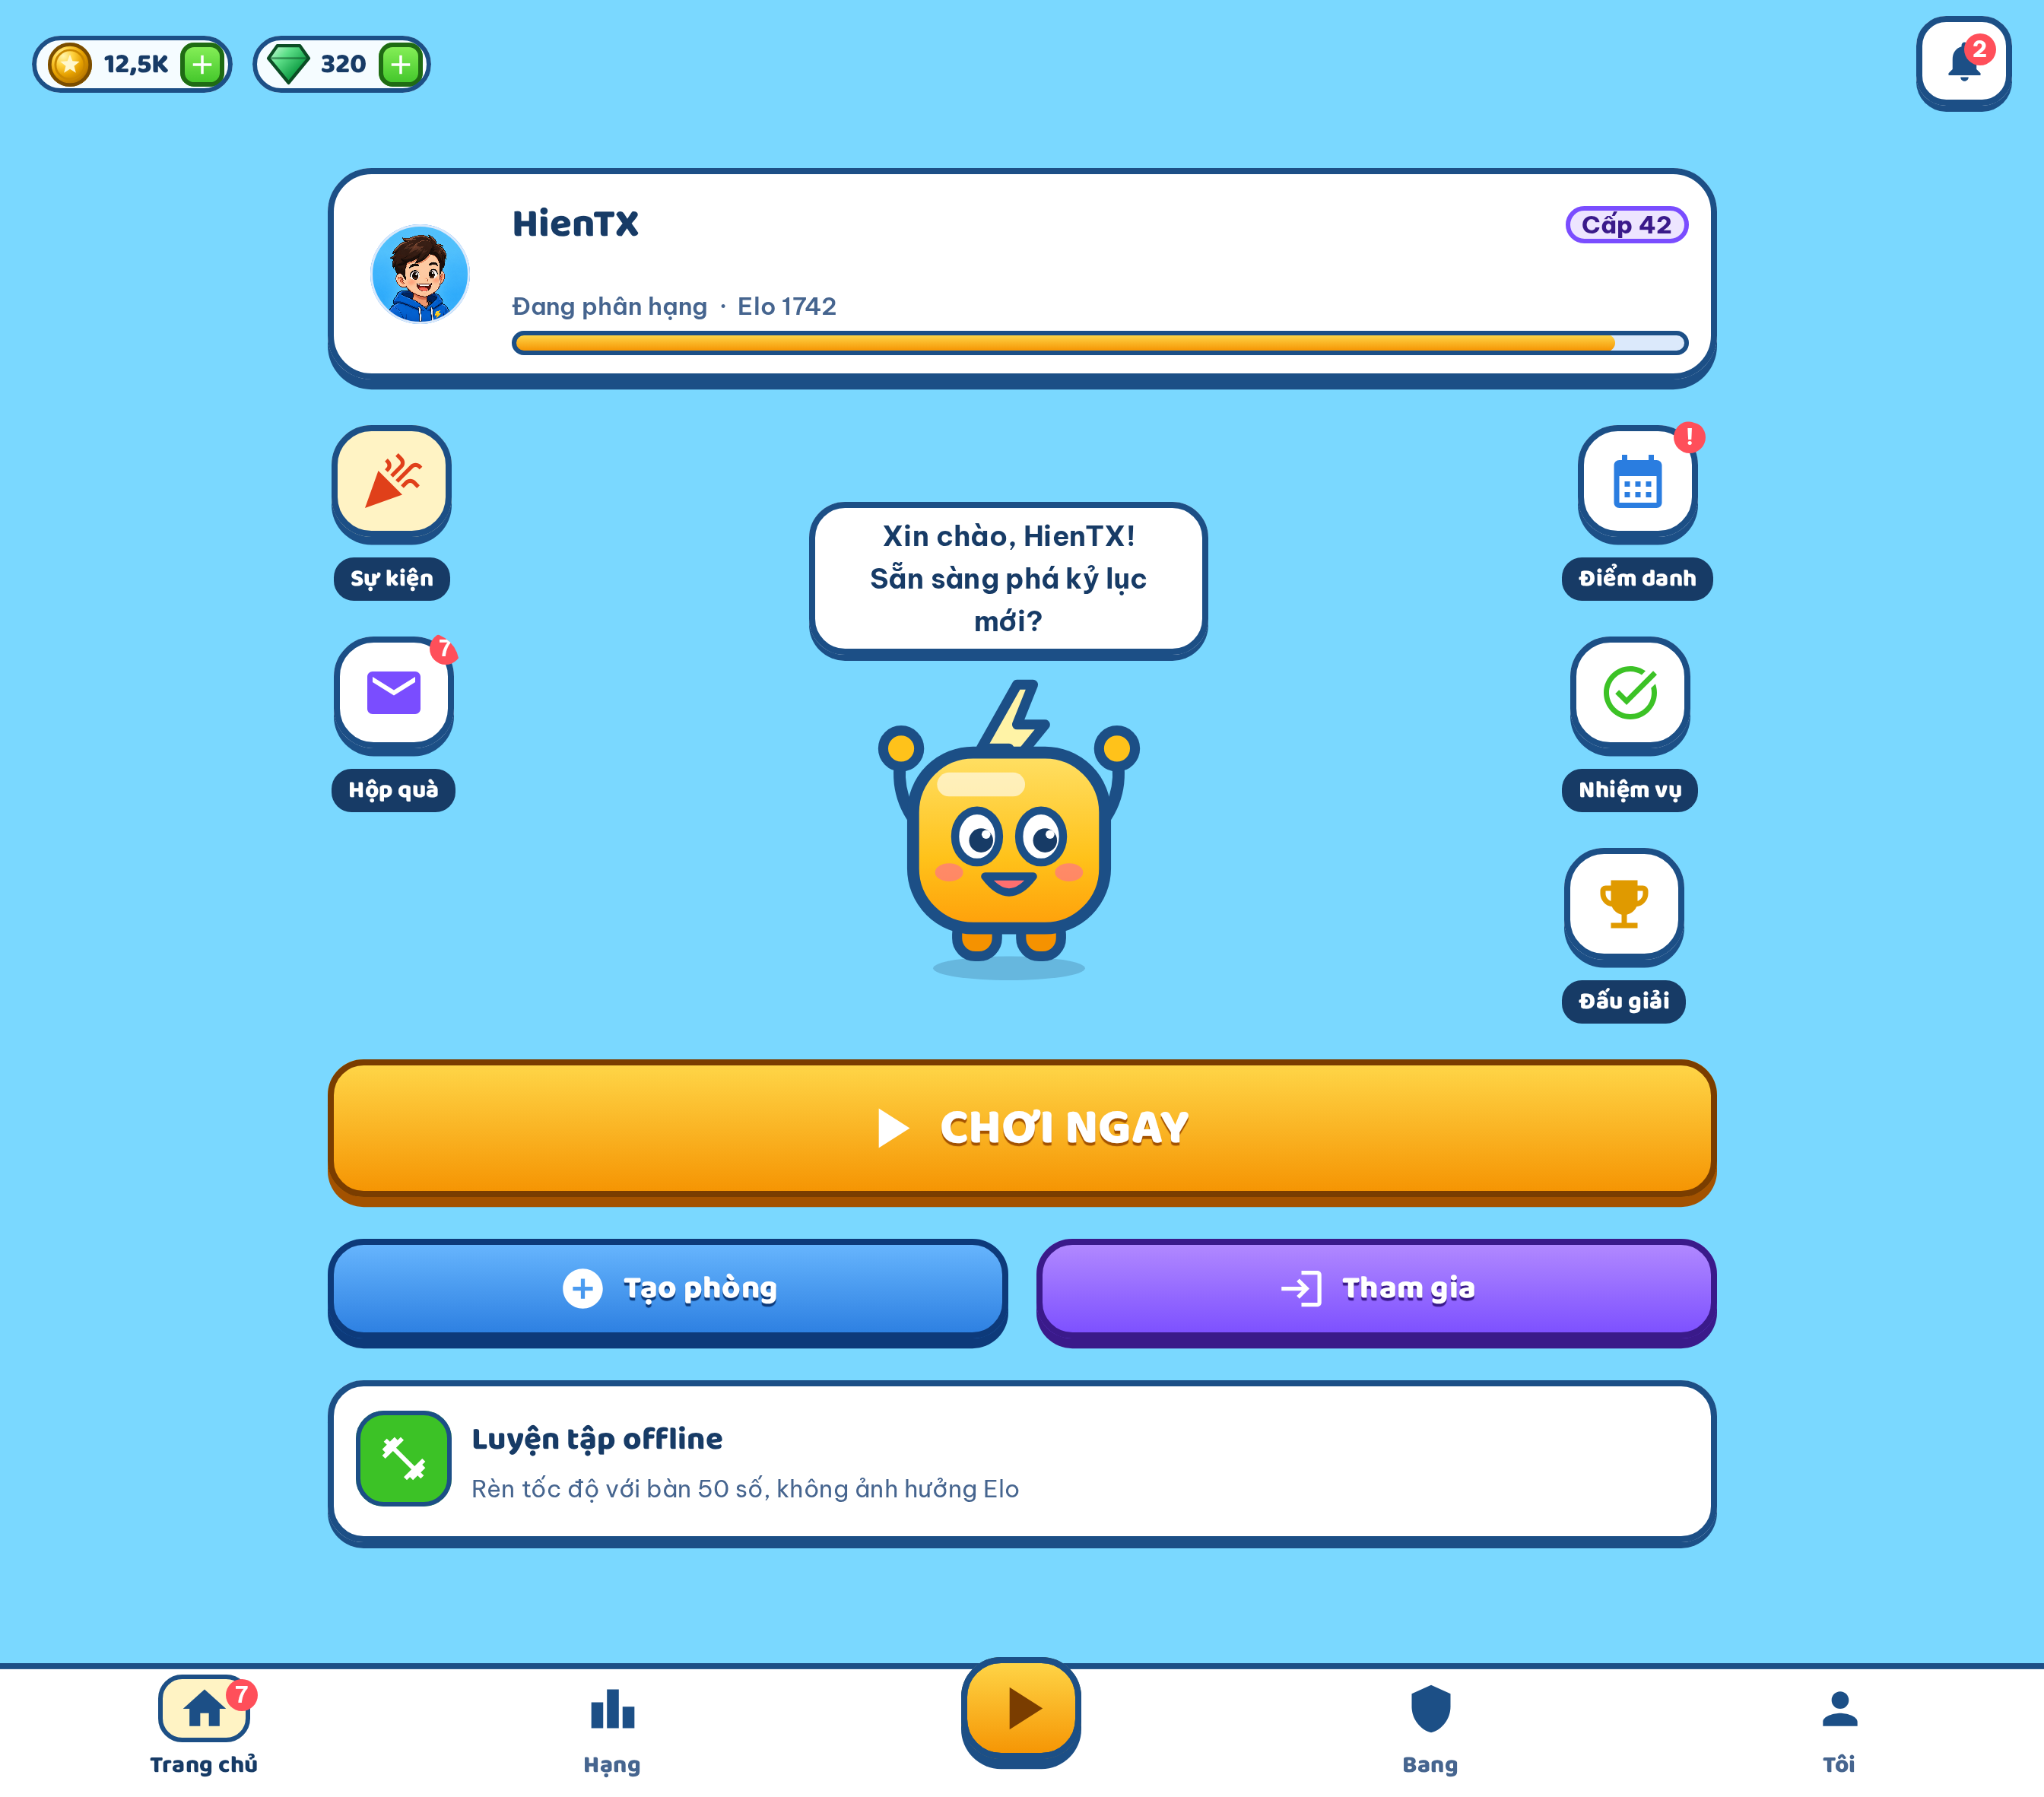 12,5K
320
2
HienTX
Cấp 42
Đang phân hạng · Elo 1742
!
Xin chào, HienTX!
Sẵn sàng phá kỷ lục
mới?
Sự kiện
Điểm danh
7
Hộp quà
Nhiệm vụ
Đấu giải
CHƠI NGAY
Tạo phòng
Tham gia
Luyện tập offline
Rèn tốc độ với bàn 50 số, không ảnh hưởng Elo
7
Trang chủ
Hạng
Bang
Tôi